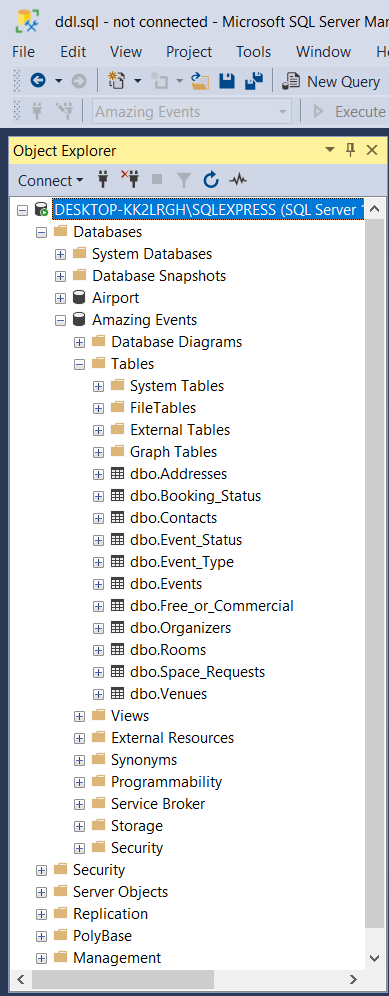 ddl.sql - not connected - Microsoft SQL Server Mar
File Edit View Project Tools Window
New Query
Amazing Events Execute
Object Explorer
Connect
DESKTOP-KK2LRGH\SQLEXPRESS (SQL Server
Databases
System Databases
Database Snapshots
Airport
Amazing Events
Database Diagrams
Tables
System Tables
FileTables
External Tables
Graph Tables
dbo.Addresses
dbo.Booking_Status
dbo.Contacts
dbo.Event_Status
dbo.Event_Type
dbo.Events
dbo.Free_or_Commercial
dbo.Organizers
dbo.Rooms
dbo.Space_Requests
dbo.Venues
Views
External Resources
Synonyms
Programmability
Service Broker
Storage
Security
Security
Server Objects
Replication
PolyBase
Management